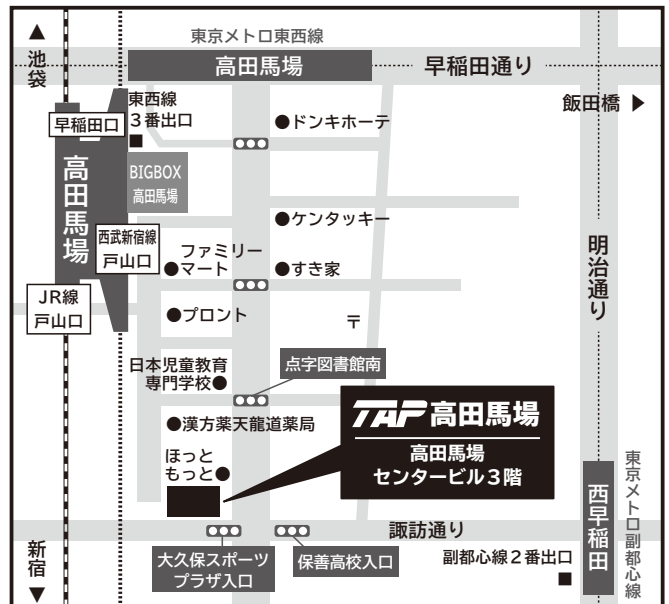 東京メトロ東西線
▲
池袋
高田馬場
早稲田通り
飯田橋 ▶
東西線
3番出口
■
早稲田口
●ドンキホーテ
高田馬場
BIGBOX
高田馬場
西武新宿線
戸山口
●ケンタッキー
ファミリー
●マート
●すき家
明治通り
JR線
戸山口
●プロント
〒
日本児童教育
専門学校●
点字図書館南
●漢方薬天龍道薬局
TAP高田馬場
高田馬場
センタービル3階
ほっと
もっと●
西早稲田
東京メトロ副都心線
諏訪通り
大久保スポーツ
プラザ入口
保善高校入口
副都心線2番出口
■
新宿
▼